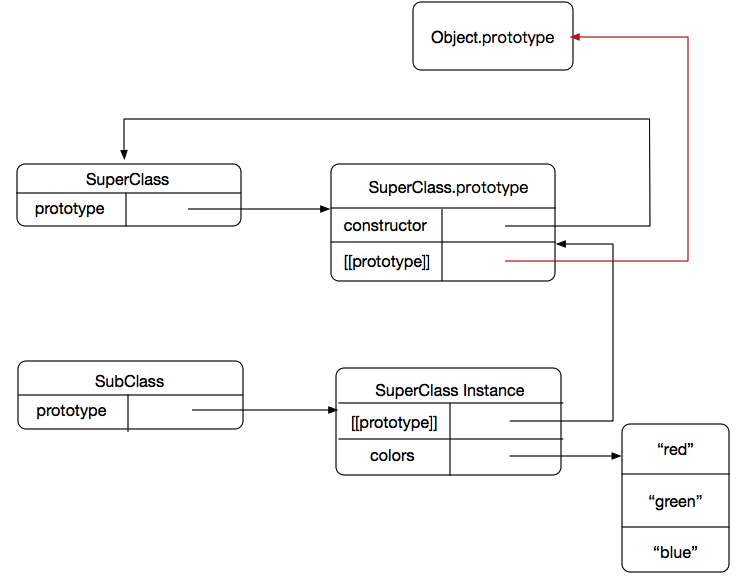 Object.prototype
SuperClass
prototype
SuperClass.prototype
constructor
[[prototype]]
SubClass
prototype
SuperClass Instance
[[prototype]]
colors
“red”
“green”
“blue”